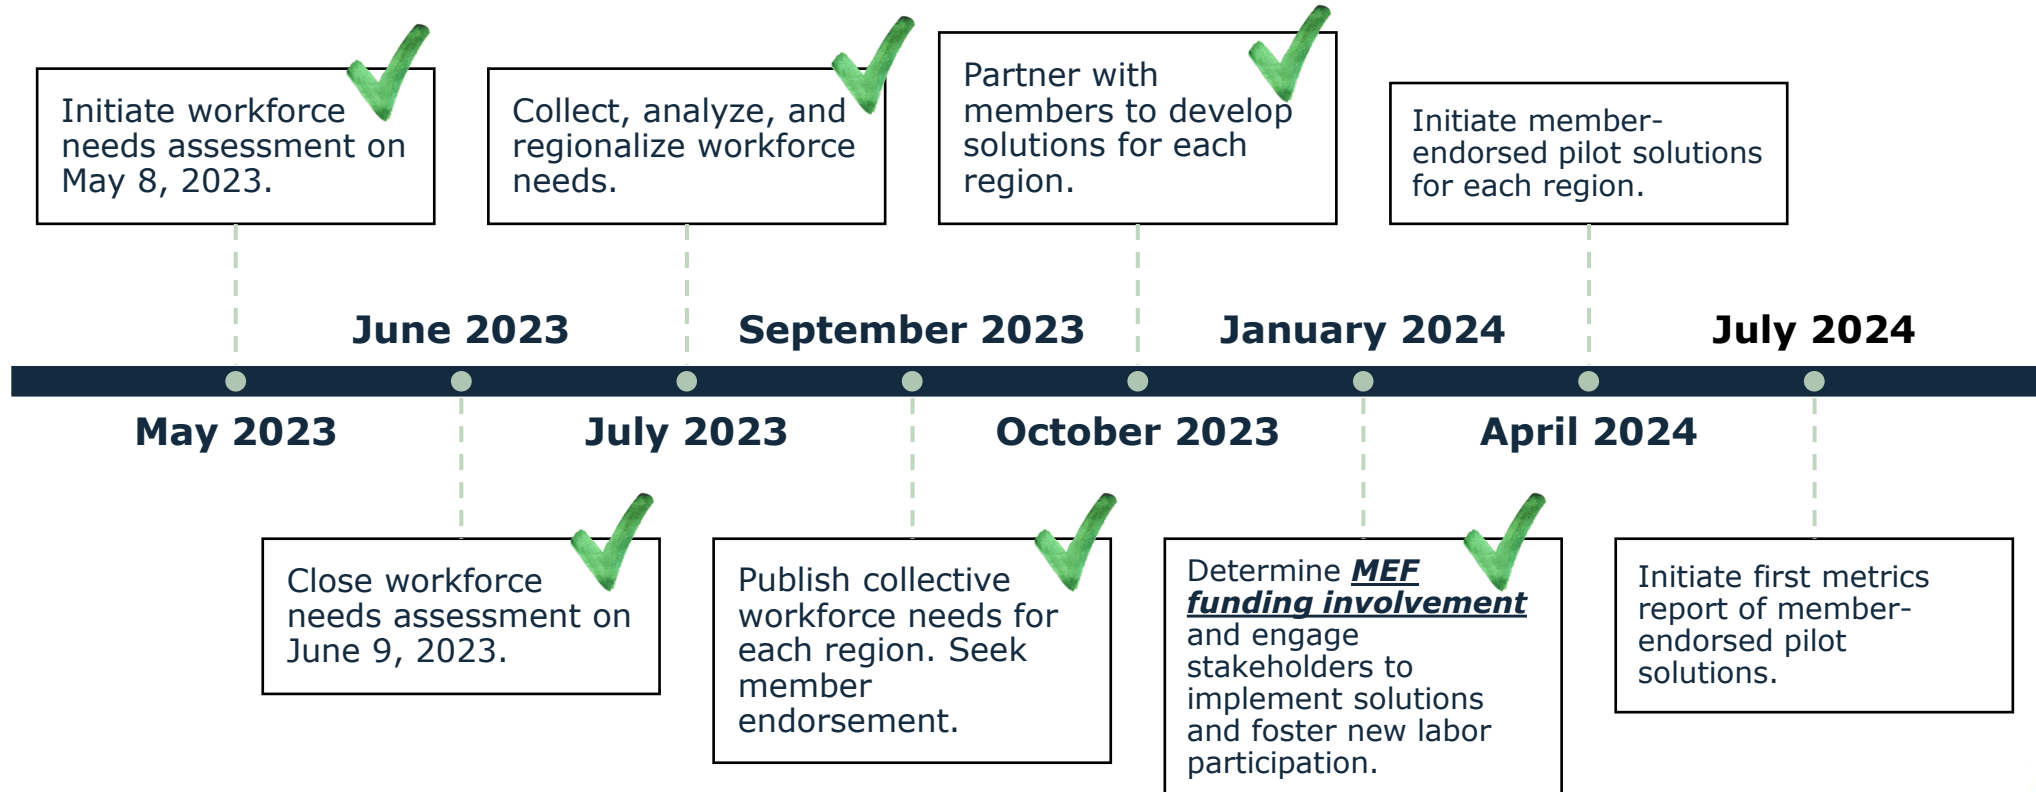 Initiate workforce
needs assessment on
May 8, 2023.
Collect, analyze, and
regionalize workforce
needs.
Partner with
members to develop
solutions for each
region.
Initiate member-
endorsed pilot solutions
for each region.
June 2023
September 2023
January 2024
July 2024
May 2023
July 2023
October 2023
April 2024
Close workforce
needs assessment on
June 9, 2023.
Publish collective
workforce needs for
each region. Seek
member
endorsement.
Determine MEF
funding involvement
and engage
stakeholders to
implement solutions
and foster new labor
participation.
Initiate first metrics
report of member-
endorsed pilot
solutions.